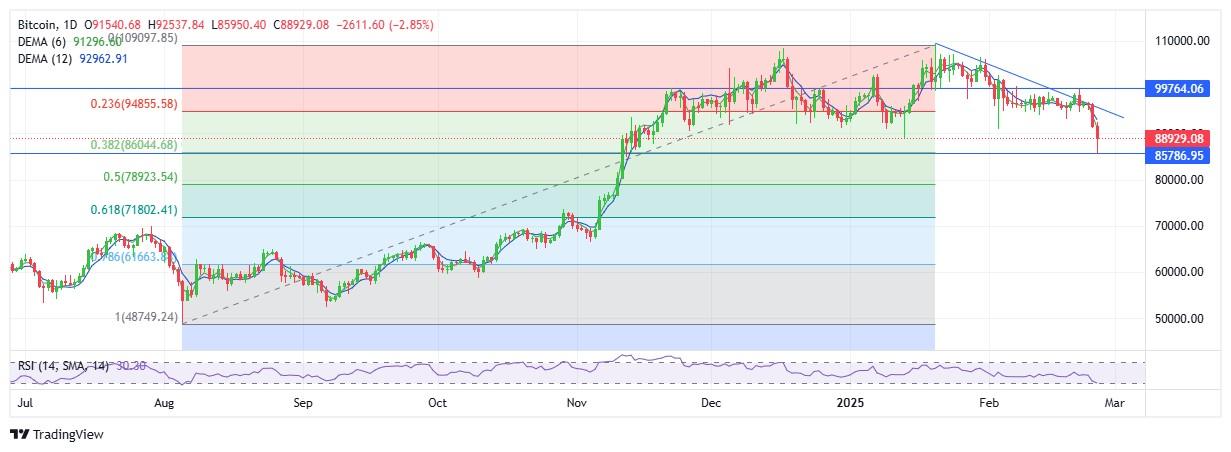 Bitcoin, 1D O91540.68 H92537.84 L85950.40 C88929.08 −2611.60 (−2.85%)
DEMA (6) 91296.60
0(109097.85)
DEMA (12) 92962.91
110000.00
99764.06
0.236(94855.58)
88929.08
0.382(86044.68)
85786.95
0.5(78923.54)
80000.00
0.618(71802.41)
70000.00
60000.00
1(48749.24)
50000.00
RSI (14, SMA, 14) 30.30
Jul Aug Sep Oct Nov Dec 2025 Feb Mar
TradingView